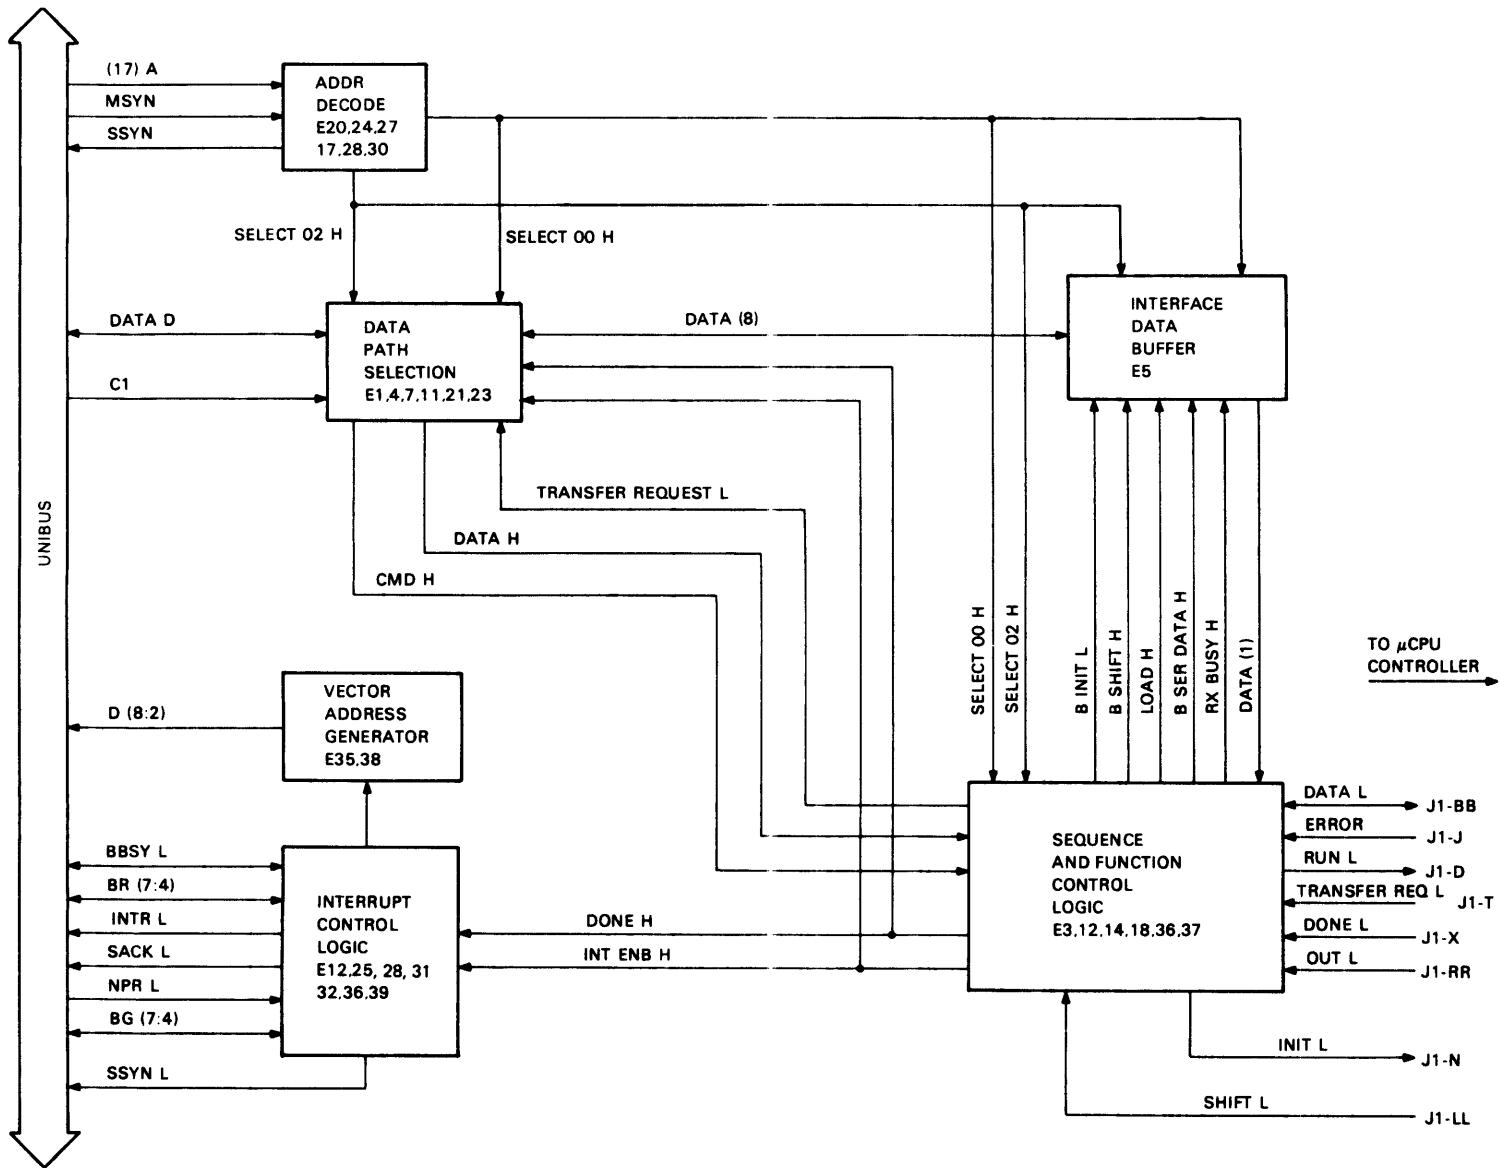 (17) A
MSYN
SSYN
ADDR
DECODE
E20,24,27
17,28,30
SELECT 02 H
SELECT 00 H
DATA D
C1
DATA
PATH
SELECTION
E1,4,7,11,21,23
DATA (8)
INTERFACE
DATA
BUFFER
E5
TRANSFER REQUEST L
DATA H
CMD H
UNIBUS
SELECT 00 H
SELECT 02 H
B INIT L
B SHIFT H
LOAD H
B SER DATA H
RX BUSY H
DATA (1)
TO µCPU
CONTROLLER
D (8:2)
VECTOR
ADDRESS
GENERATOR
E35,38
BBSY L
BR (7:4)
INTR L
SACK L
NPR L
BG (7:4)
SSYN L
INTERRUPT
CONTROL
LOGIC
E12,25, 28, 31
32,36,39
DONE H
INT ENB H
SEQUENCE
AND FUNCTION
CONTROL
LOGIC
E3,12,14,18,36,37
DATA L J1-BB
ERROR J1-J
RUN L J1-D
TRANSFER REQ L J1-T
DONE L J1-X
OUT L J1-RR
INIT L J1-N
SHIFT L J1-LL